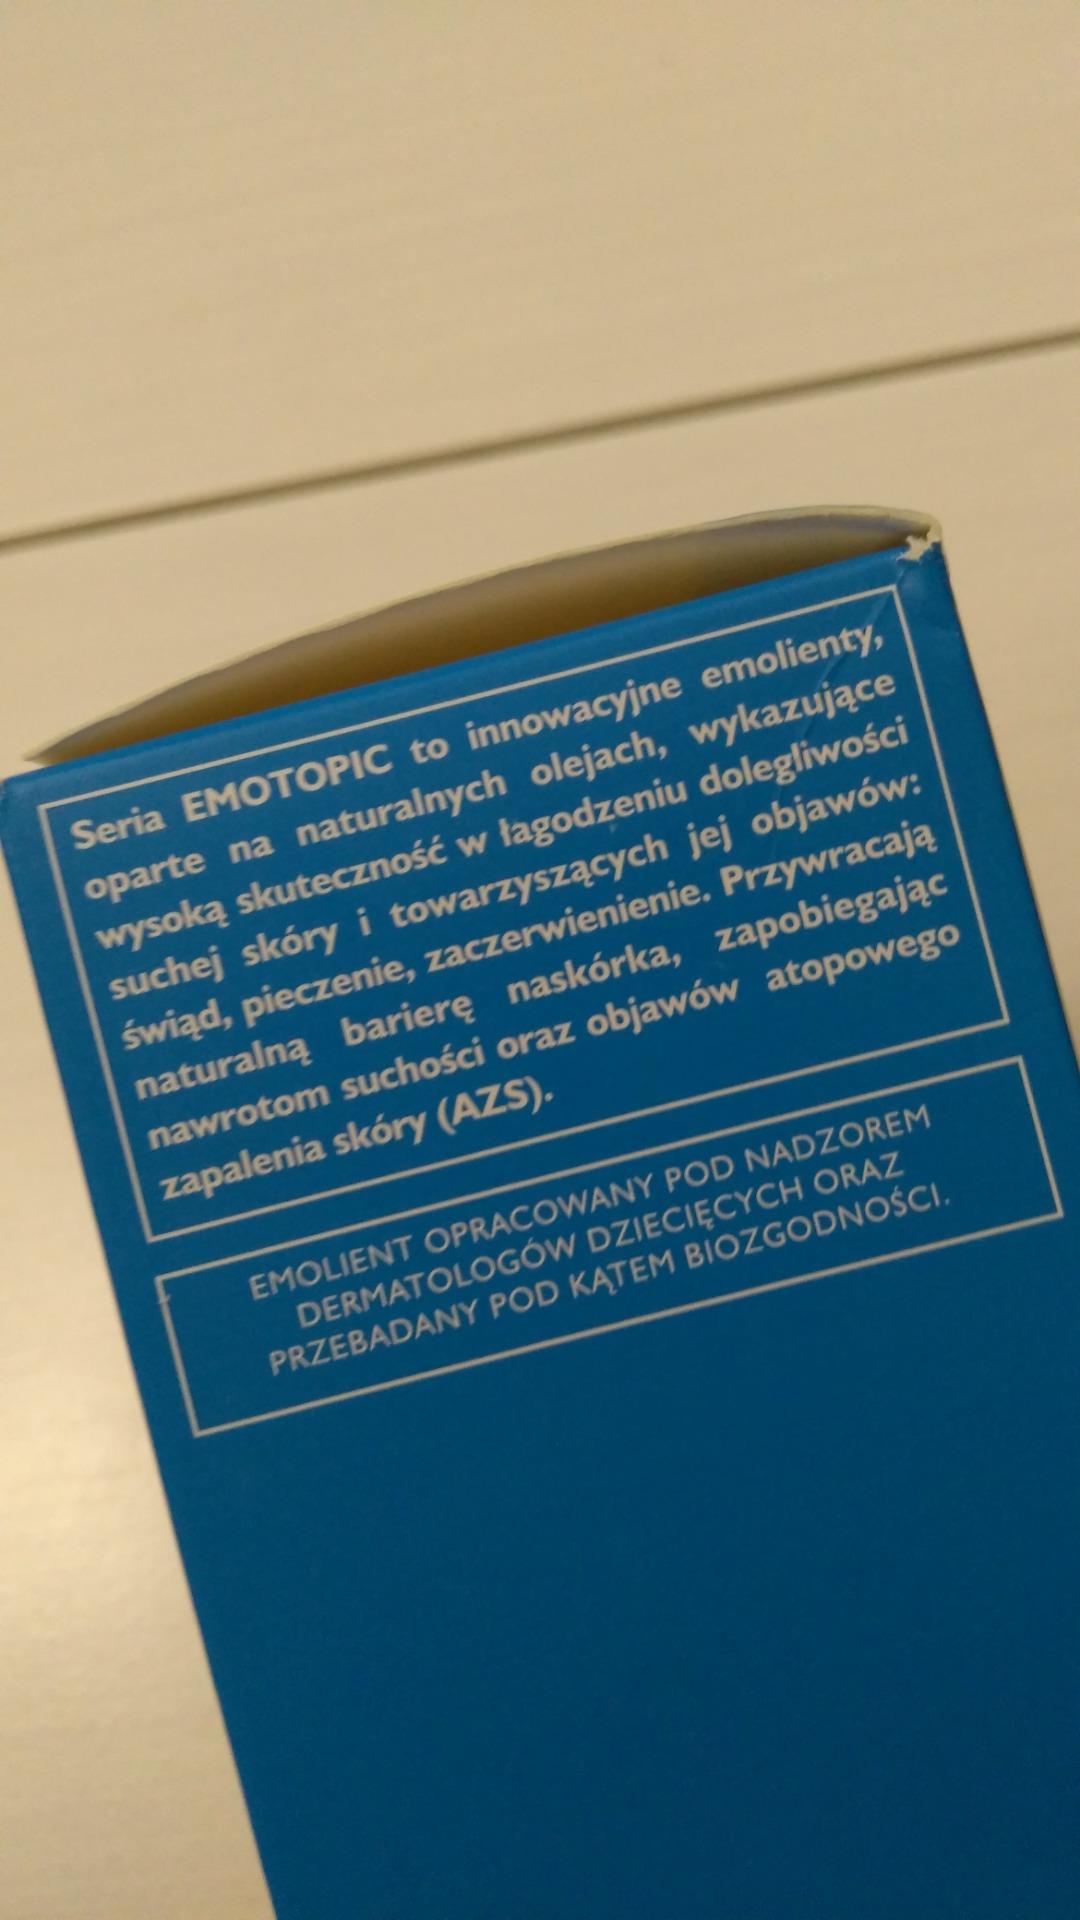 Seria EMOTOPIC to innowacyjne emolienty,
oparte na naturalnych olejach, wykazujące
wysoką skuteczność w łagodzeniu dolegliwości
suchej skóry i towarzyszących jej objawów:
świąd, pieczenie, zaczerwienienie. Przywracają
naturalną barierę naskórka, zapobiegając
nawrotom suchości oraz objawów atopowego
zapalenia skóry (AZS).
EMOLIENT OPRACOWANY POD NADZOREM
DERMATOLOGÓW DZIECIĘCYCH ORAZ
PRZEBADANY POD KĄTEM BIOZGODNOŚCI.